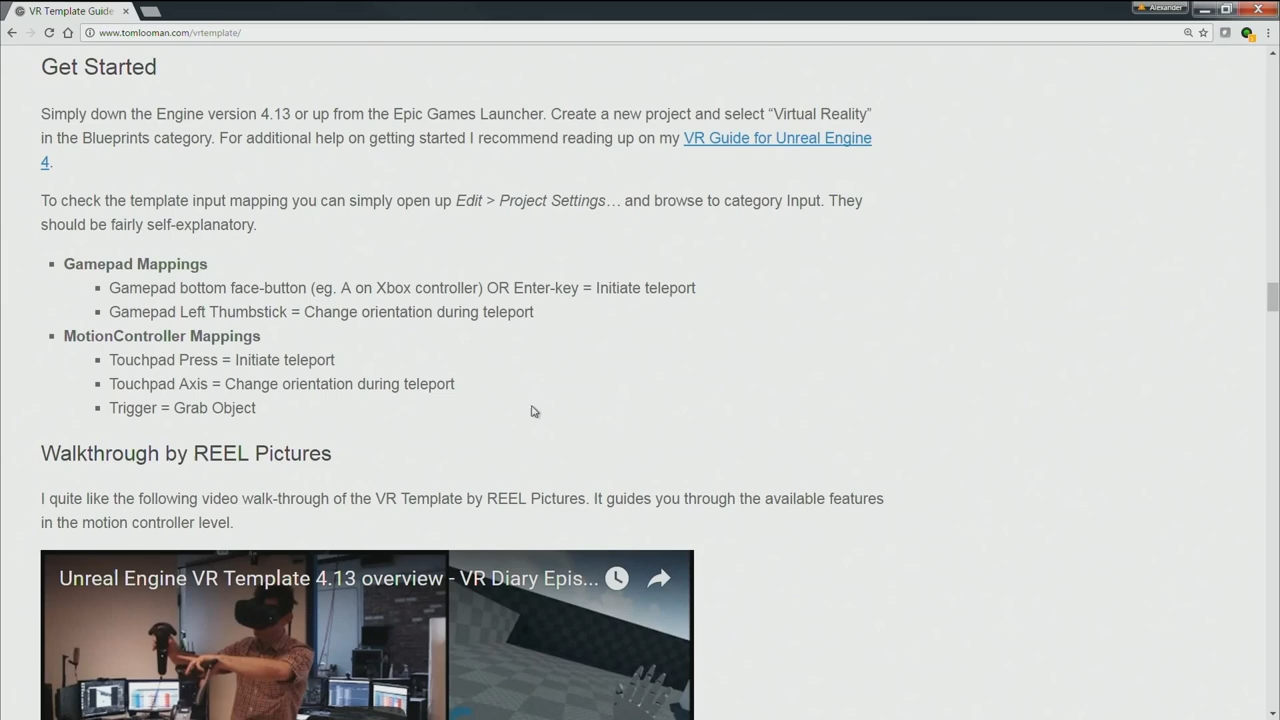 VR Template Guide
Alexander
www.tomlooman.com/vrtemplate/
Get Started
Simply down the Engine version 4.13 or up from the Epic Games Launcher. Create a new project and select “Virtual Reality”
in the Blueprints category. For additional help on getting started I recommend reading up on my VR Guide for Unreal Engine
4.
To check the template input mapping you can simply open up Edit > Project Settings… and browse to category Input. They
should be fairly self-explanatory.
Gamepad Mappings
Gamepad bottom face-button (eg. A on Xbox controller) OR Enter-key = Initiate teleport
Gamepad Left Thumbstick = Change orientation during teleport
MotionController Mappings
Touchpad Press = Initiate teleport
Touchpad Axis = Change orientation during teleport
Trigger = Grab Object
Walkthrough by REEL Pictures
I quite like the following video walk-through of the VR Template by REEL Pictures. It guides you through the available features
in the motion controller level.
Unreal Engine VR Template 4.13 overview - VR Diary Epis...